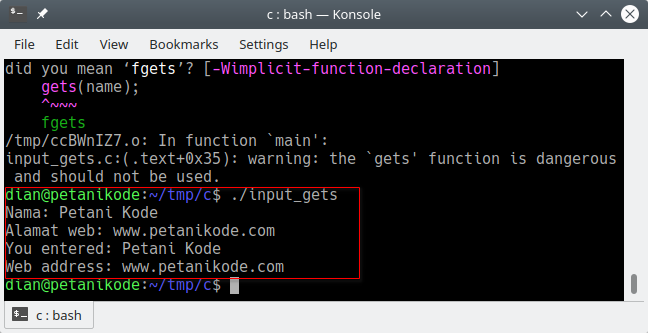 c : bash — Konsole
File Edit View Bookmarks Settings Help
did you mean ‘fgets’? [-Wimplicit-function-declaration]
gets(name);
^~~~
fgets
/tmp/ccBWnIZ7.o: In function `main':
input_gets.c:(.text+0x35): warning: the `gets' function is dangerous
and should not be used.
dian@petanikode:~/tmp/c$ ./input_gets
Nama: Petani Kode
Alamat web: www.petanikode.com
You entered: Petani Kode
Web address: www.petanikode.com
dian@petanikode:~/tmp/c$
c : bash